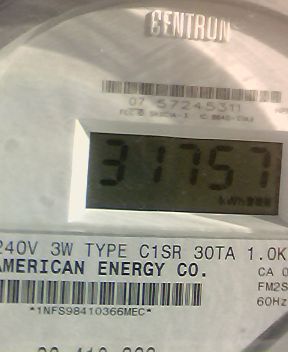 CENTRON
07 57245311
31757
kWh
240V 3W TYPE C1SR 30TA 1.0K
AMERICAN ENERGY CO.
CA 0
FM2S
60Hz
*1NFS98410366MEC*